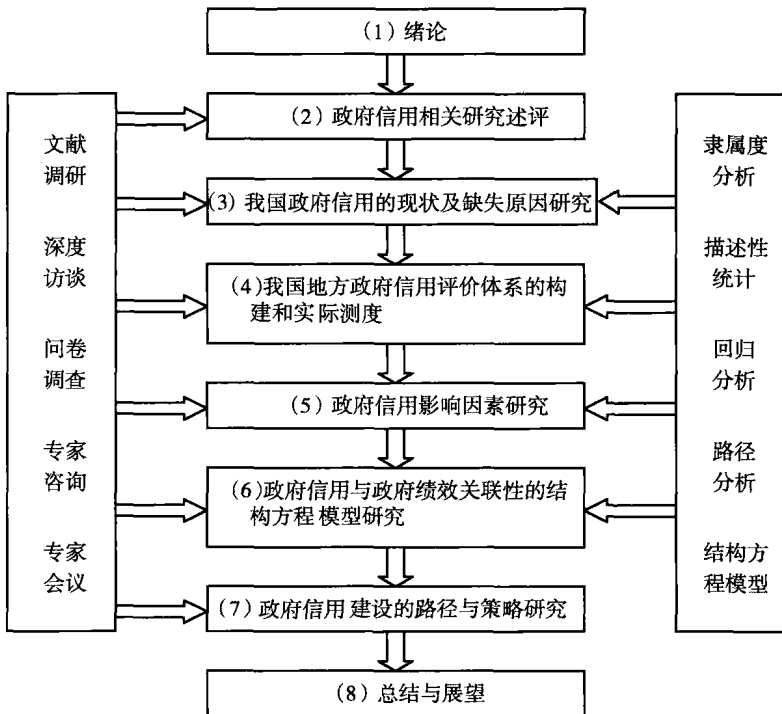 (1) 绪论
(2) 政府信用相关研究述评
(3) 我国政府信用的现状及缺失原因研究
(4) 我国地方政府信用评价体系的构
建和实际测度
(5) 政府信用影响因素研究
(6) 政府信用与政府绩效关联性的结
构方程模型研究
(7) 政府信用建设的路径与策略研究
(8) 总结与展望
文献
调研
深度
访谈
问卷
调查
专家
咨询
专家
会议
隶属度
分析
描述性
统计
回归
分析
路径
分析
结构方
程模型